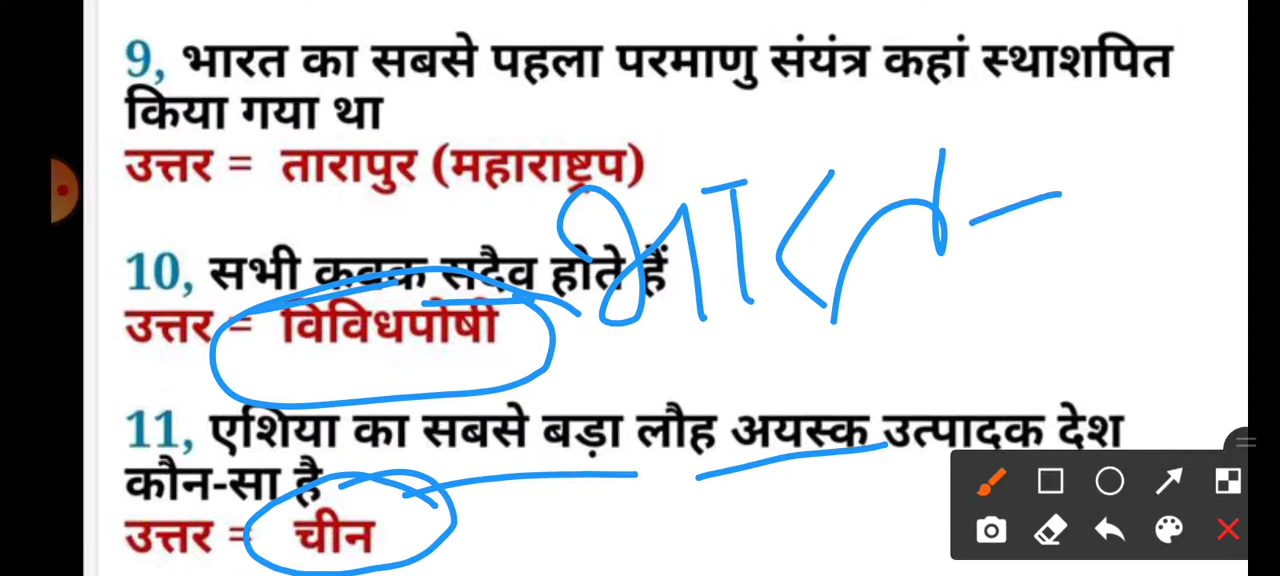 9, भारत का सबसे पहला परमाणु संयंत्र कहां स्थाशपित
किया गया था
उत्तर = तारापुर (महाराष्ट्रप)
10, सभी कवक सदैव होते हैं
उत्तर = विविधपोषी
11, एशिया का सबसे बड़ा लौह अयस्क उत्पादक देश
कौन-सा है
उत्तर = चीन